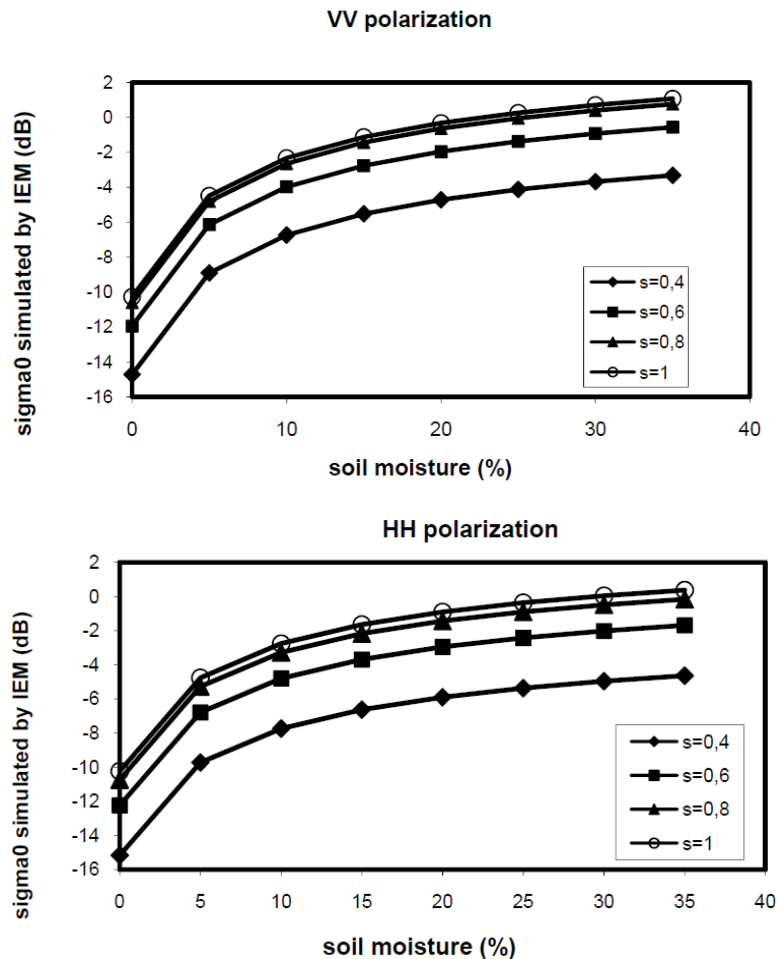 VV polarization
sigma0 simulated by IEM (dB)
2
0
-2
-4
-6
-8
-10
-12
-14
-16
s=0,4
s=0,6
s=0,8
s=1
0 10 20 30 40
soil moisture (%)
HH polarization
sigma0 simulated by IEM (dB)
2
0
-2
-4
-6
-8
-10
-12
-14
-16
s=0,4
s=0,6
s=0,8
s=1
0 5 10 15 20 25 30 35 40
soil moisture (%)